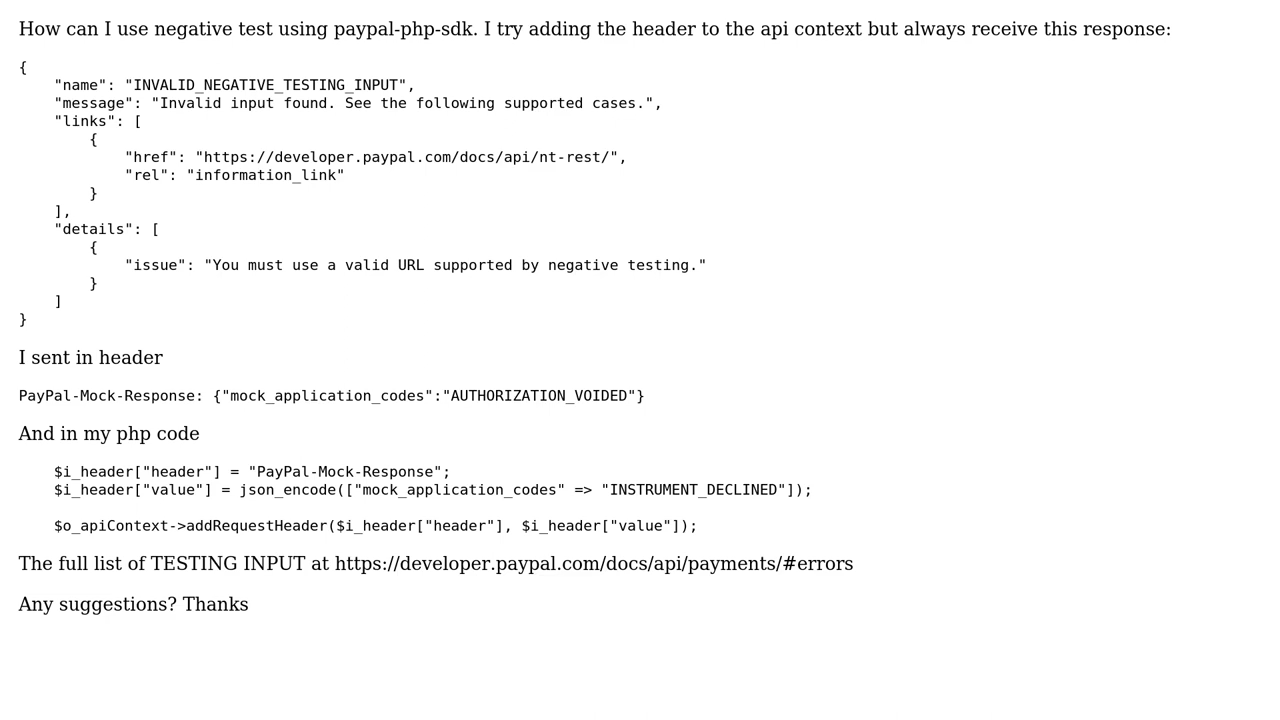 How can I use negative test using paypal-php-sdk. I try adding the header to the api context but always receive this response:
{
    "name": "INVALID_NEGATIVE_TESTING_INPUT",
    "message": "Invalid input found. See the following supported cases.",
    "links": [
        {
            "href": "https://developer.paypal.com/docs/api/nt-rest/",
            "rel": "information_link"
        }
    ],
    "details": [
        {
            "issue": "You must use a valid URL supported by negative testing."
        }
    ]
}
I sent in header
PayPal-Mock-Response: {"mock_application_codes":"AUTHORIZATION_VOIDED"}
And in my php code
    $i_header["header"] = "PayPal-Mock-Response";
    $i_header["value"] = json_encode(["mock_application_codes" => "INSTRUMENT_DECLINED"]);
    $o_apiContext->addRequestHeader($i_header["header"], $i_header["value"]);
The full list of TESTING INPUT at https://developer.paypal.com/docs/api/payments/#errors
Any suggestions? Thanks